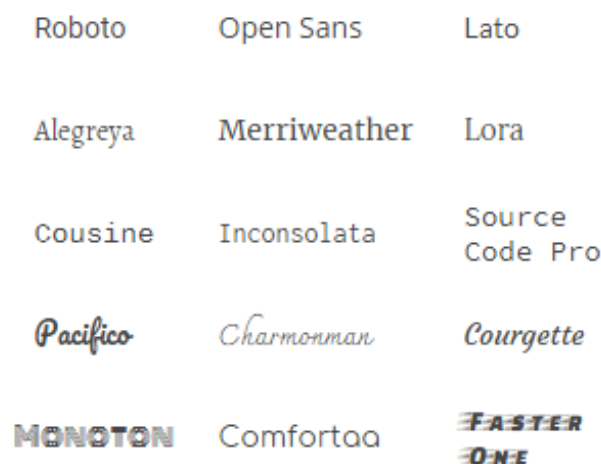 Roboto Open Sans Lato
Alegreya Merriweather Lora
Cousine Inconsolata Source
Code Pro
Pacifico Charmonman Courgette
MONOTON Comfortaa FASTER
ONE